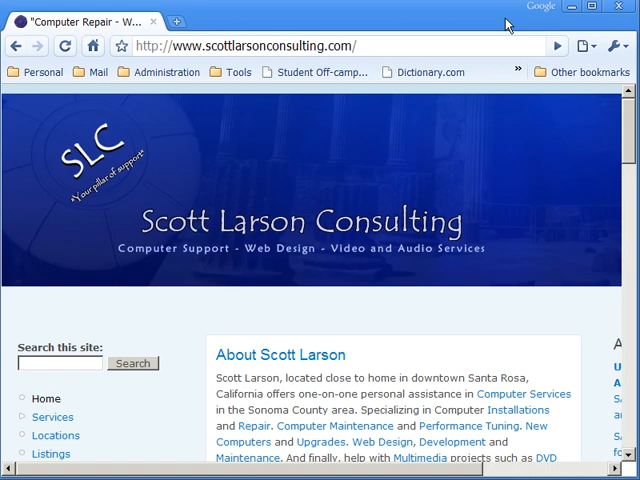 Google
"Computer Repair - W...
http://www.scottlarsonconsulting.com/
Personal Mail Administration Tools Student Off-camp... Dictionary.com » Other bookmarks
SLC
"Your pillar of support"
Scott Larson Consulting
Computer Support - Web Design - Video and Audio Services
Search this site:
Search
Home
Services
Locations
Listings
About Scott Larson
Scott Larson, located close to home in downtown Santa Rosa,
California offers one-on-one personal assistance in Computer Services
in the Sonoma County area. Specializing in Computer Installations
and Repair. Computer Maintenance and Performance Tuning. New
Computers and Upgrades. Web Design, Development and
Maintenance. And finally, help with Multimedia projects such as DVD